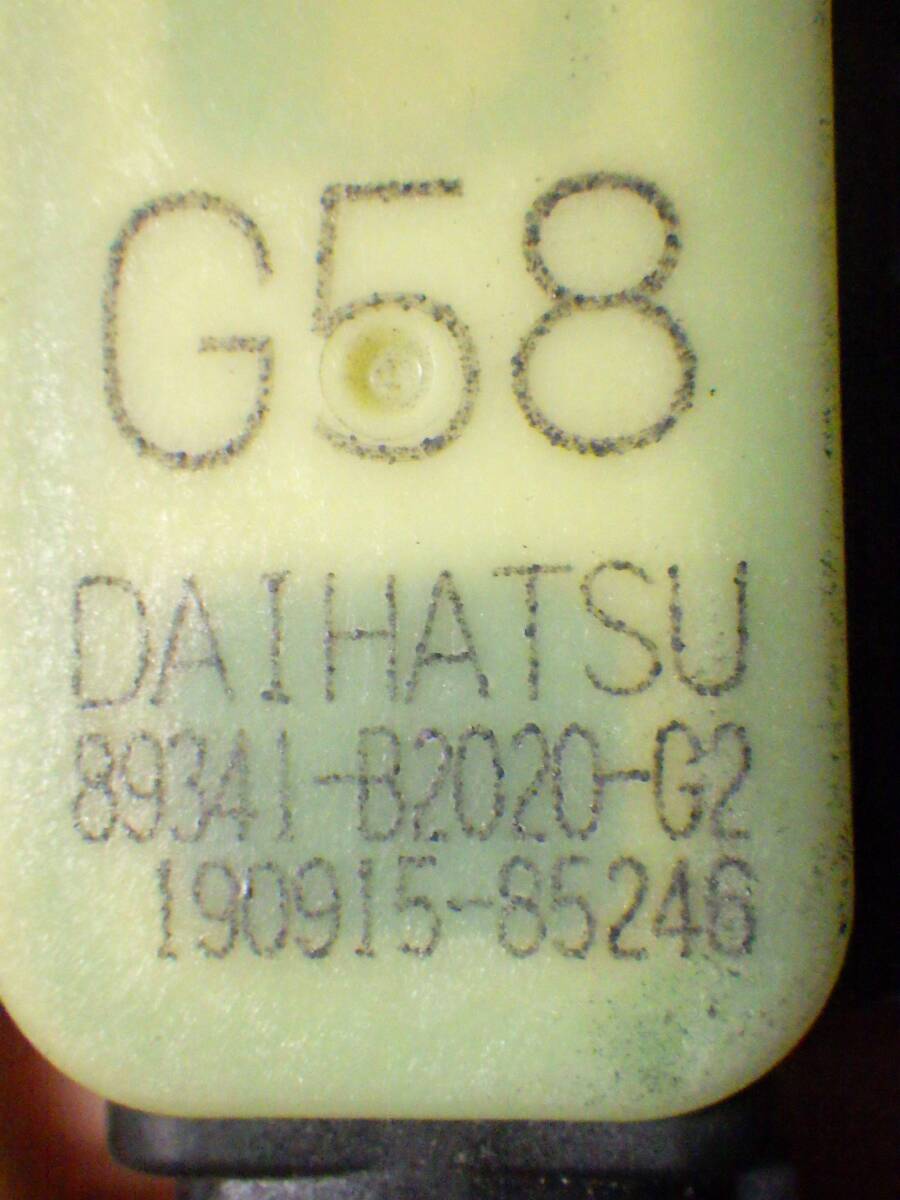 G58
DAIHATSU
89341-B2020-G2
190915-85246